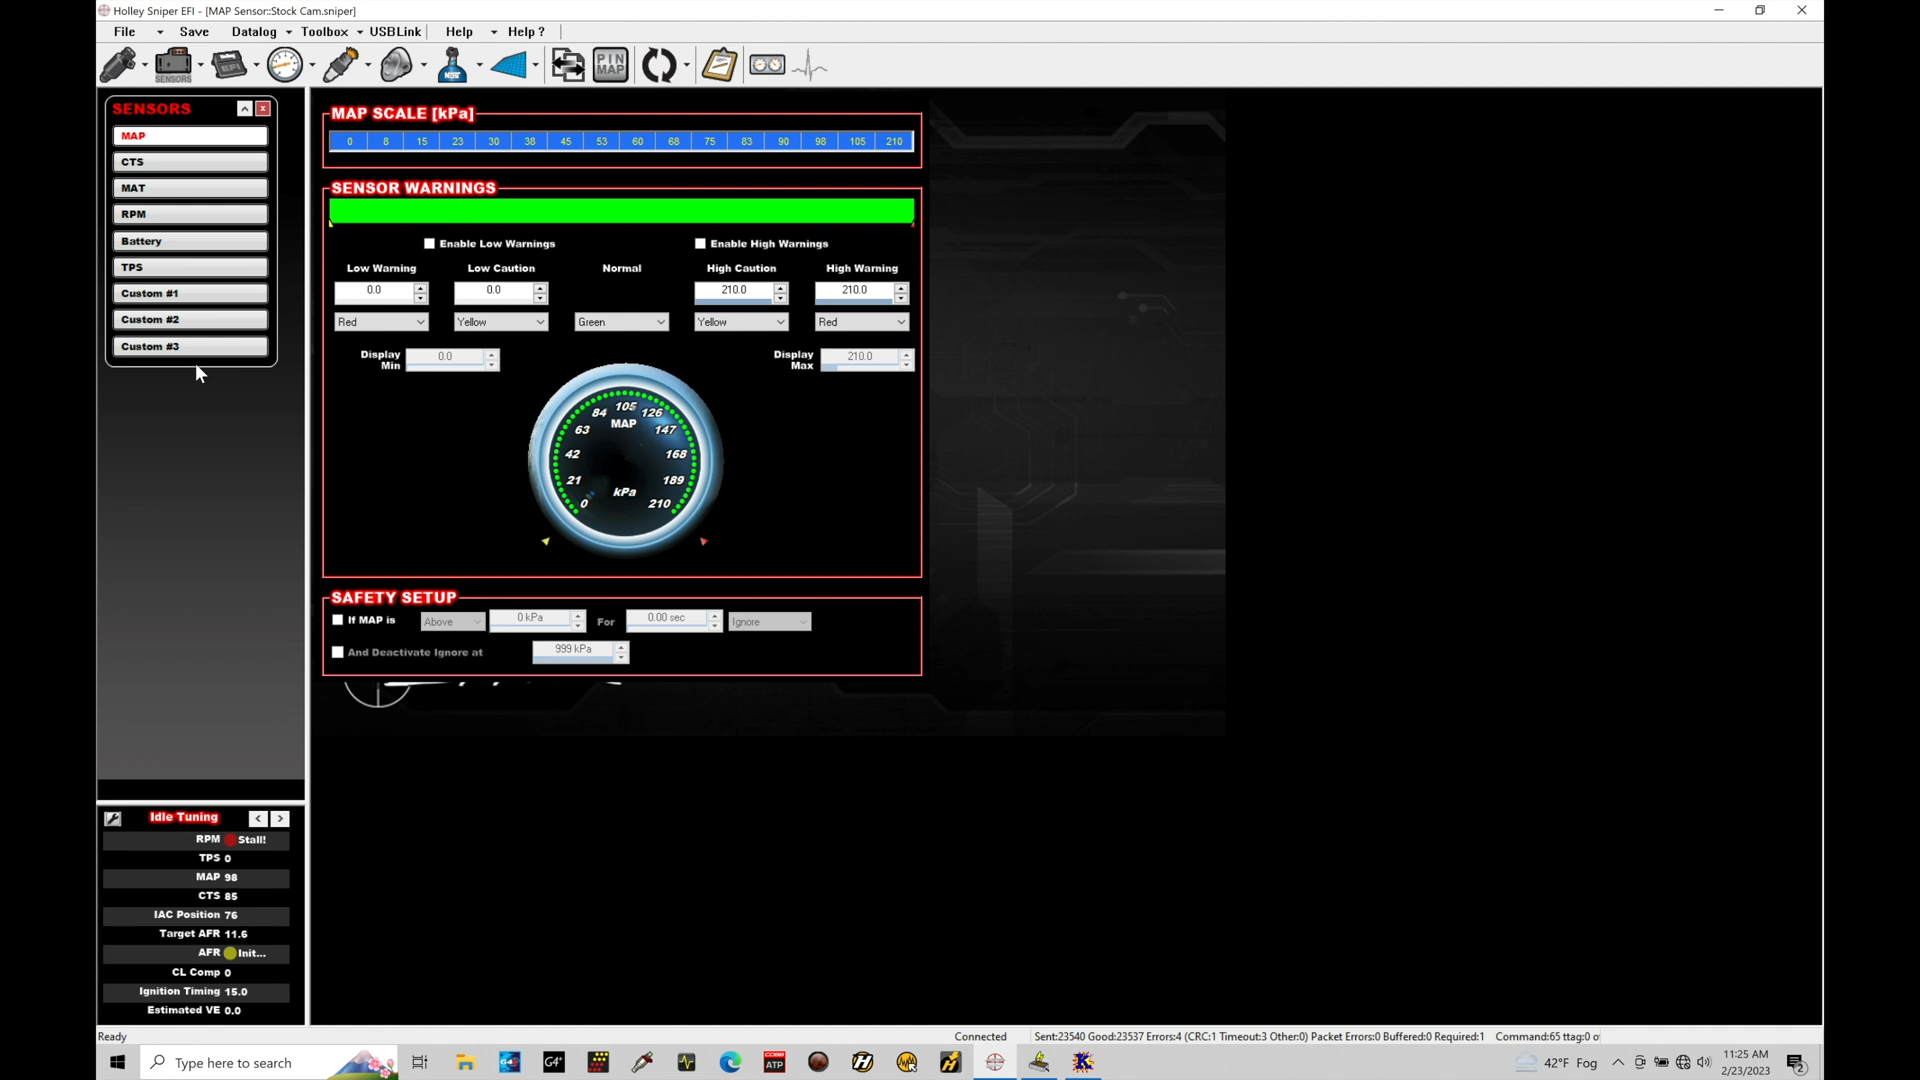 Holley Sniper EFI - [MAP Sensor::Stock Cam.sniper]
File Save Datalog Toolbox USBLink Help Help ?
SENSORS NOS PIN MAP
SENSORS
MAP
CTS
MAT
RPM
Battery
TPS
Custom #1
Custom #2
Custom #3
MAP SCALE [kPa]
0 8 15 23 30 38 45 53 60 68 75 83 90 98 105 210
SENSOR WARNINGS
Enable Low Warnings Enable High Warnings
Low Warning Low Caution Normal High Caution High Warning
0.0 0.0 210.0 210.0
Red Yellow Green Yellow Red
Display Min 0.0 Display Max 210.0
0 21 42 63 84 105 126 147 168 189 210
MAP
kPa
SAFETY SETUP
If MAP is Above 0 kPa For 0.00 sec Ignore
And Deactivate Ignore at 999 kPa
Idle Tuning
RPM Stall!
TPS 0
MAP 98
CTS 85
IAC Position 76
Target AFR 11.6
AFR Init...
CL Comp 0
Ignition Timing 15.0
Estimated VE 0.0
Ready Connected Sent:23540 Good:23537 Errors:4 (CRC:1 Timeout:3 Other:0) Packet Errors:0 Buffered:0 Required:1 Command:65 ttag:0
Type here to search G4X G4+ COBB ATP 42°F Fog 11:25 AM
2/23/2023 2